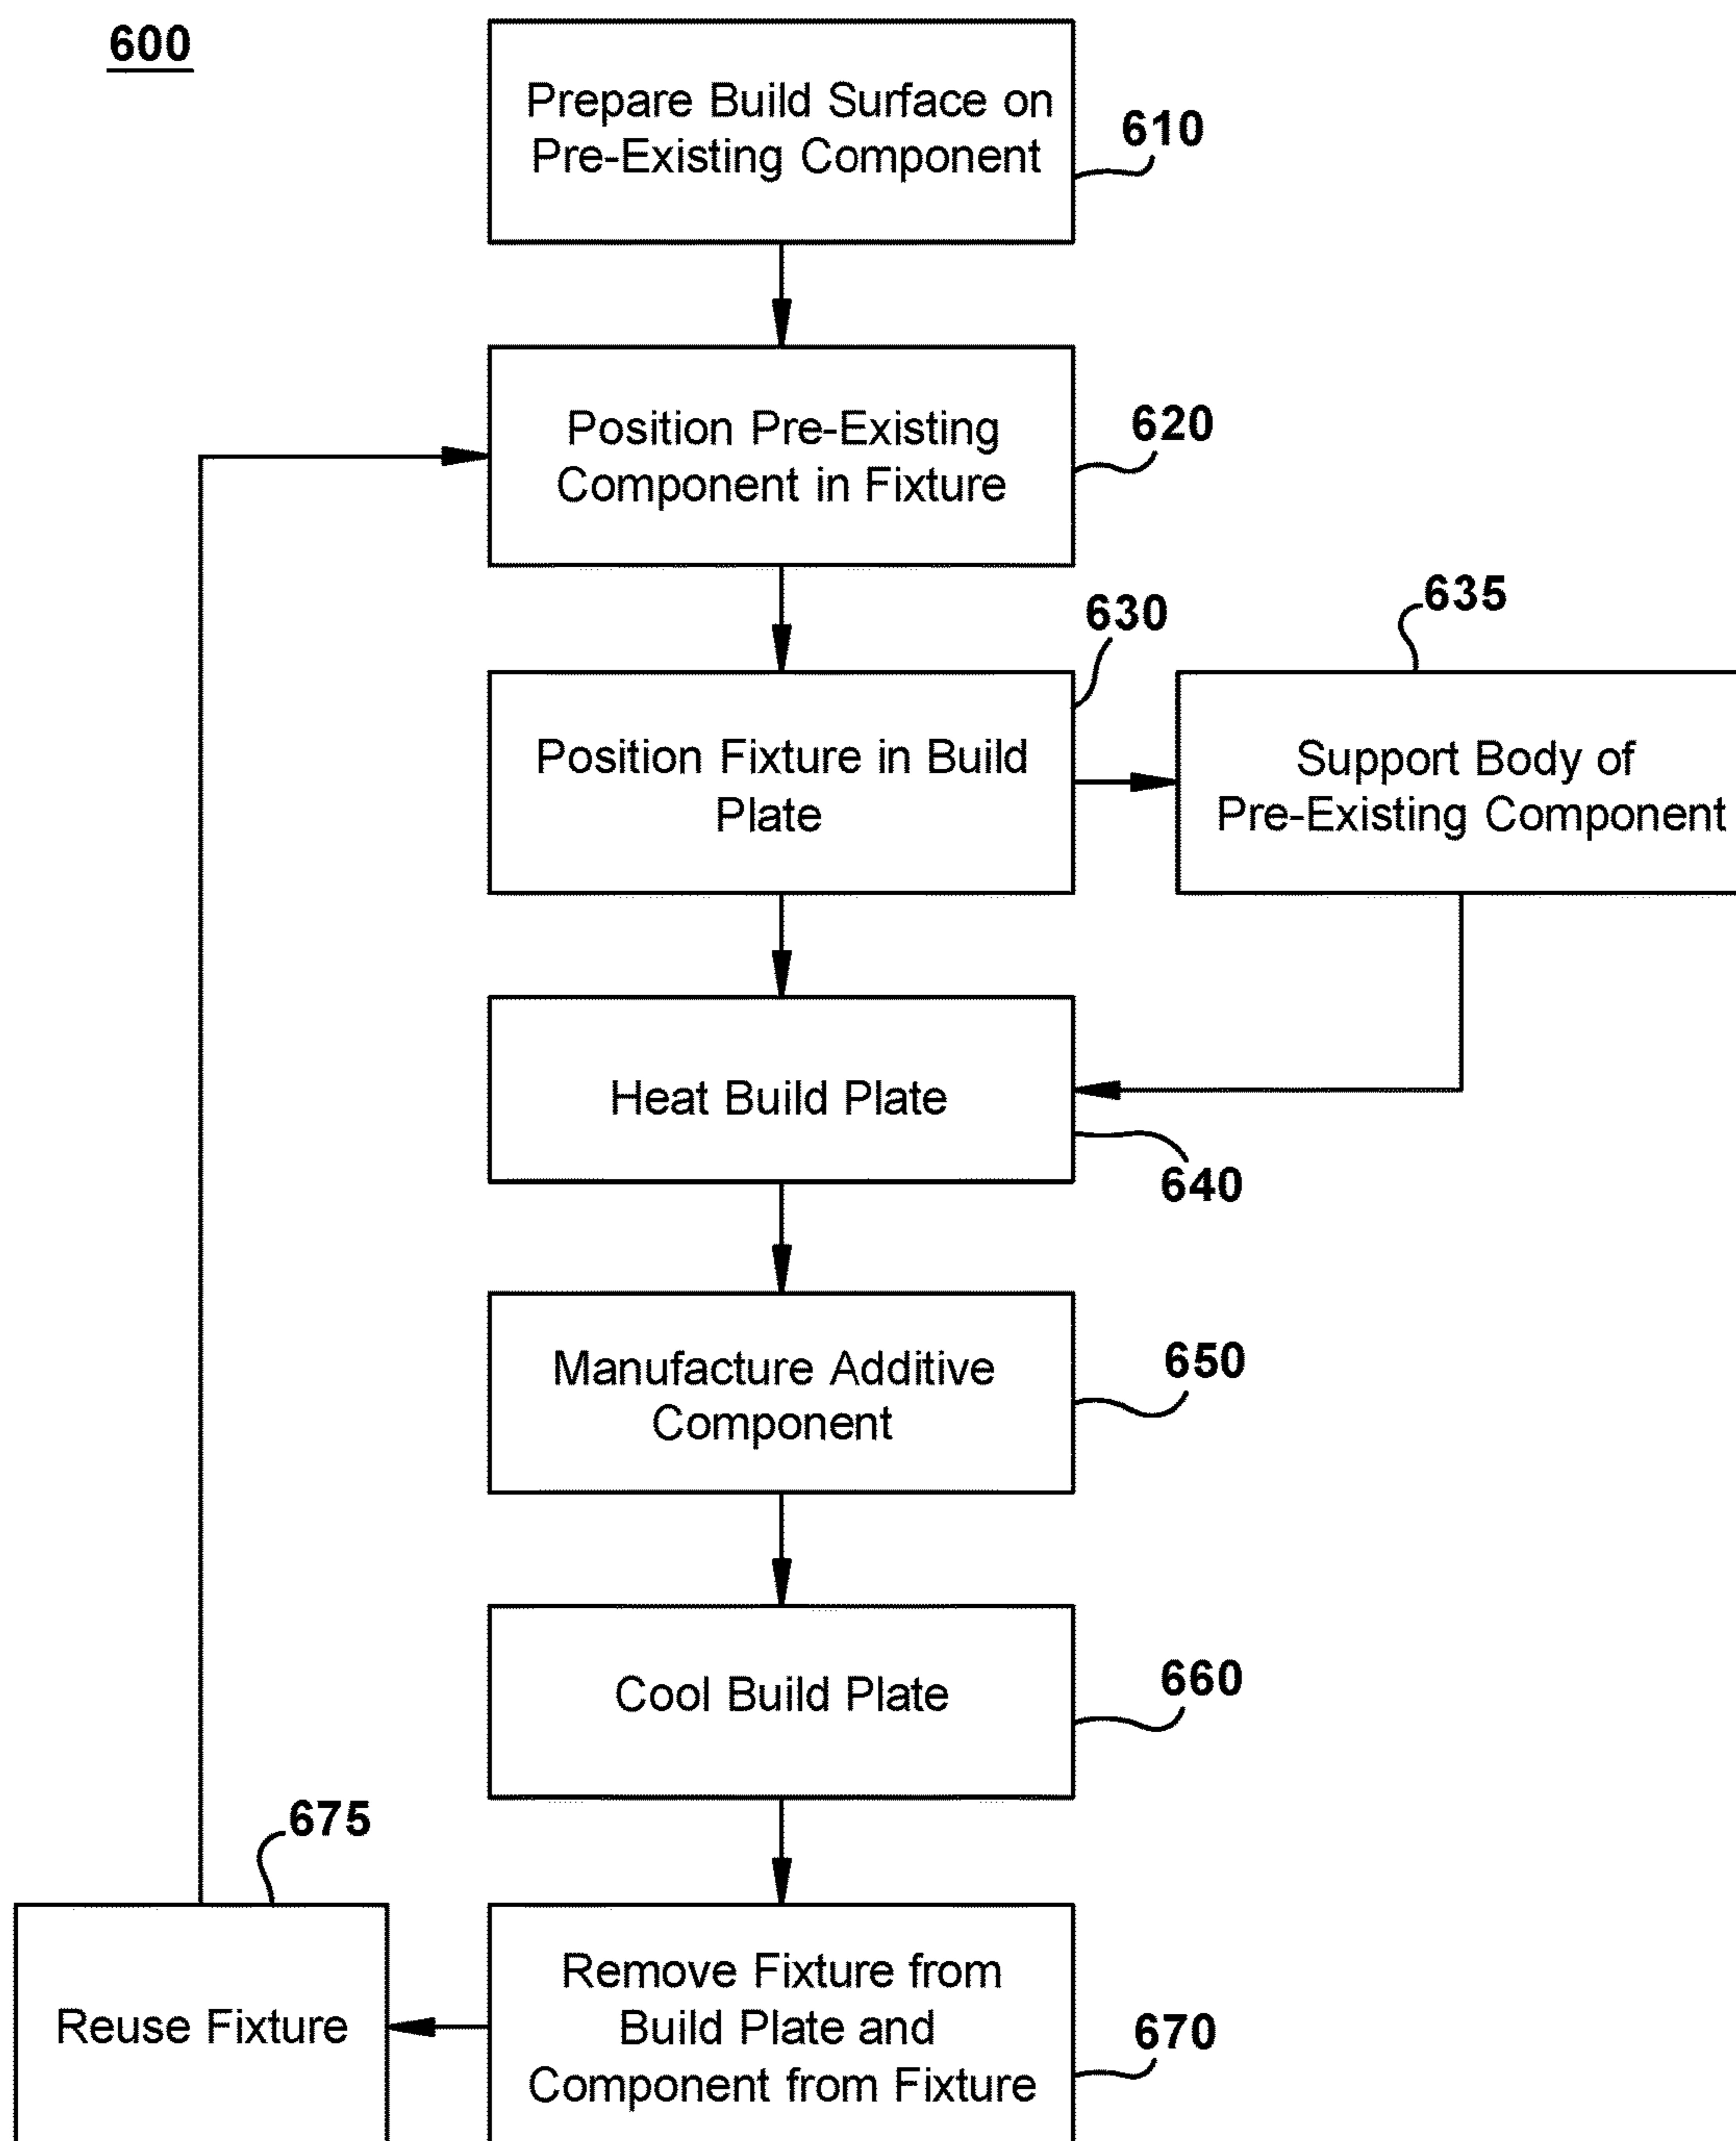 600
Prepare Build Surface on
Pre-Existing Component
610
Position Pre-Existing
Component in Fixture
620
630
635
Position Fixture in Build
Plate
Support Body of
Pre-Existing Component
Heat Build Plate
640
Manufacture Additive
Component
650
Cool Build Plate
660
675
Reuse Fixture
Remove Fixture from
Build Plate and
Component from Fixture
670